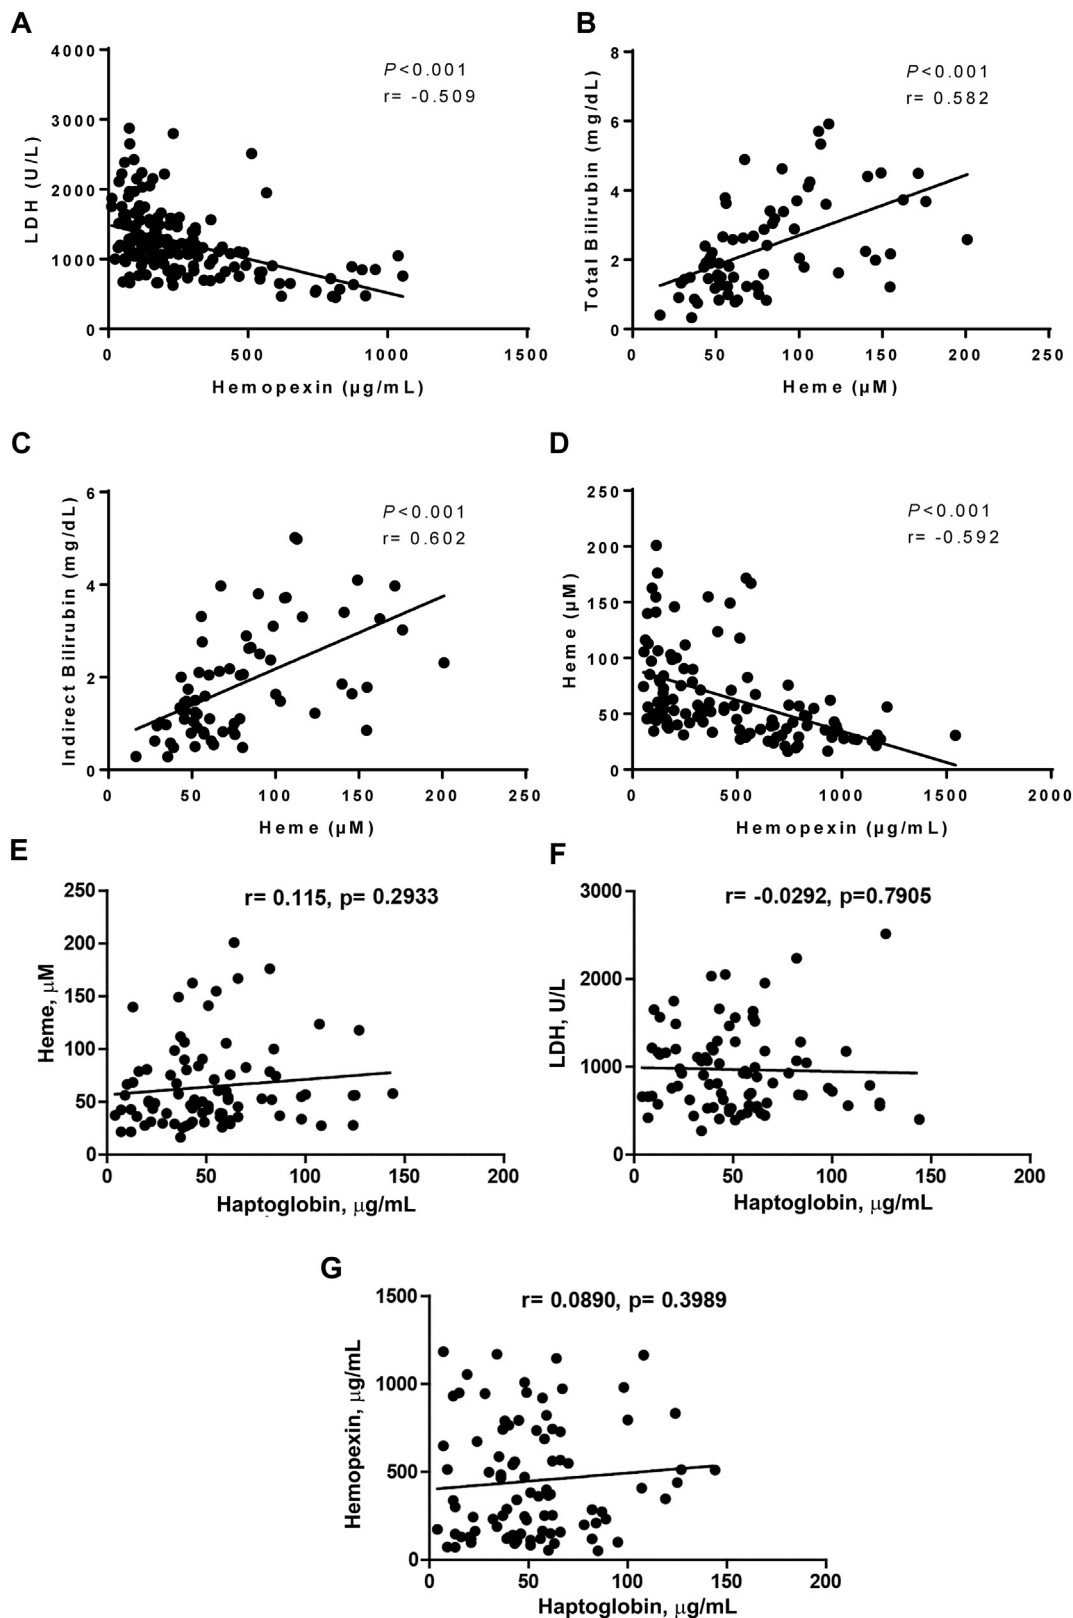 A
LDH (U/L)
4000
3000
2000
1000
0
P<0.001
r= -0.509
0 500 1000 1500
Hemopexin (µg/mL)
B
Total Bilirubin (mg/dL)
8
6
4
2
0
P<0.001
r= 0.582
0 50 100 150 200 250
Heme (µM)
C
Indirect Bilirubin (mg/dL)
6
4
2
0
P<0.001
r= 0.602
0 50 100 150 200 250
Heme (µM)
D
Heme (µM)
250
200
150
100
50
0
P<0.001
r= -0.592
0 500 1000 1500 2000
Hemopexin (µg/mL)
E
Heme, µM
250
200
150
100
50
0
r= 0.115, p= 0.2933
0 50 100 150 200
Haptoglobin, µg/mL
F
LDH, U/L
3000
2000
1000
0
r= -0.0292, p=0.7905
0 50 100 150 200
Haptoglobin, µg/mL
G
Hemopexin, µg/mL
1500
1000
500
0
r= 0.0890, p= 0.3989
0 50 100 150 200
Haptoglobin, µg/mL